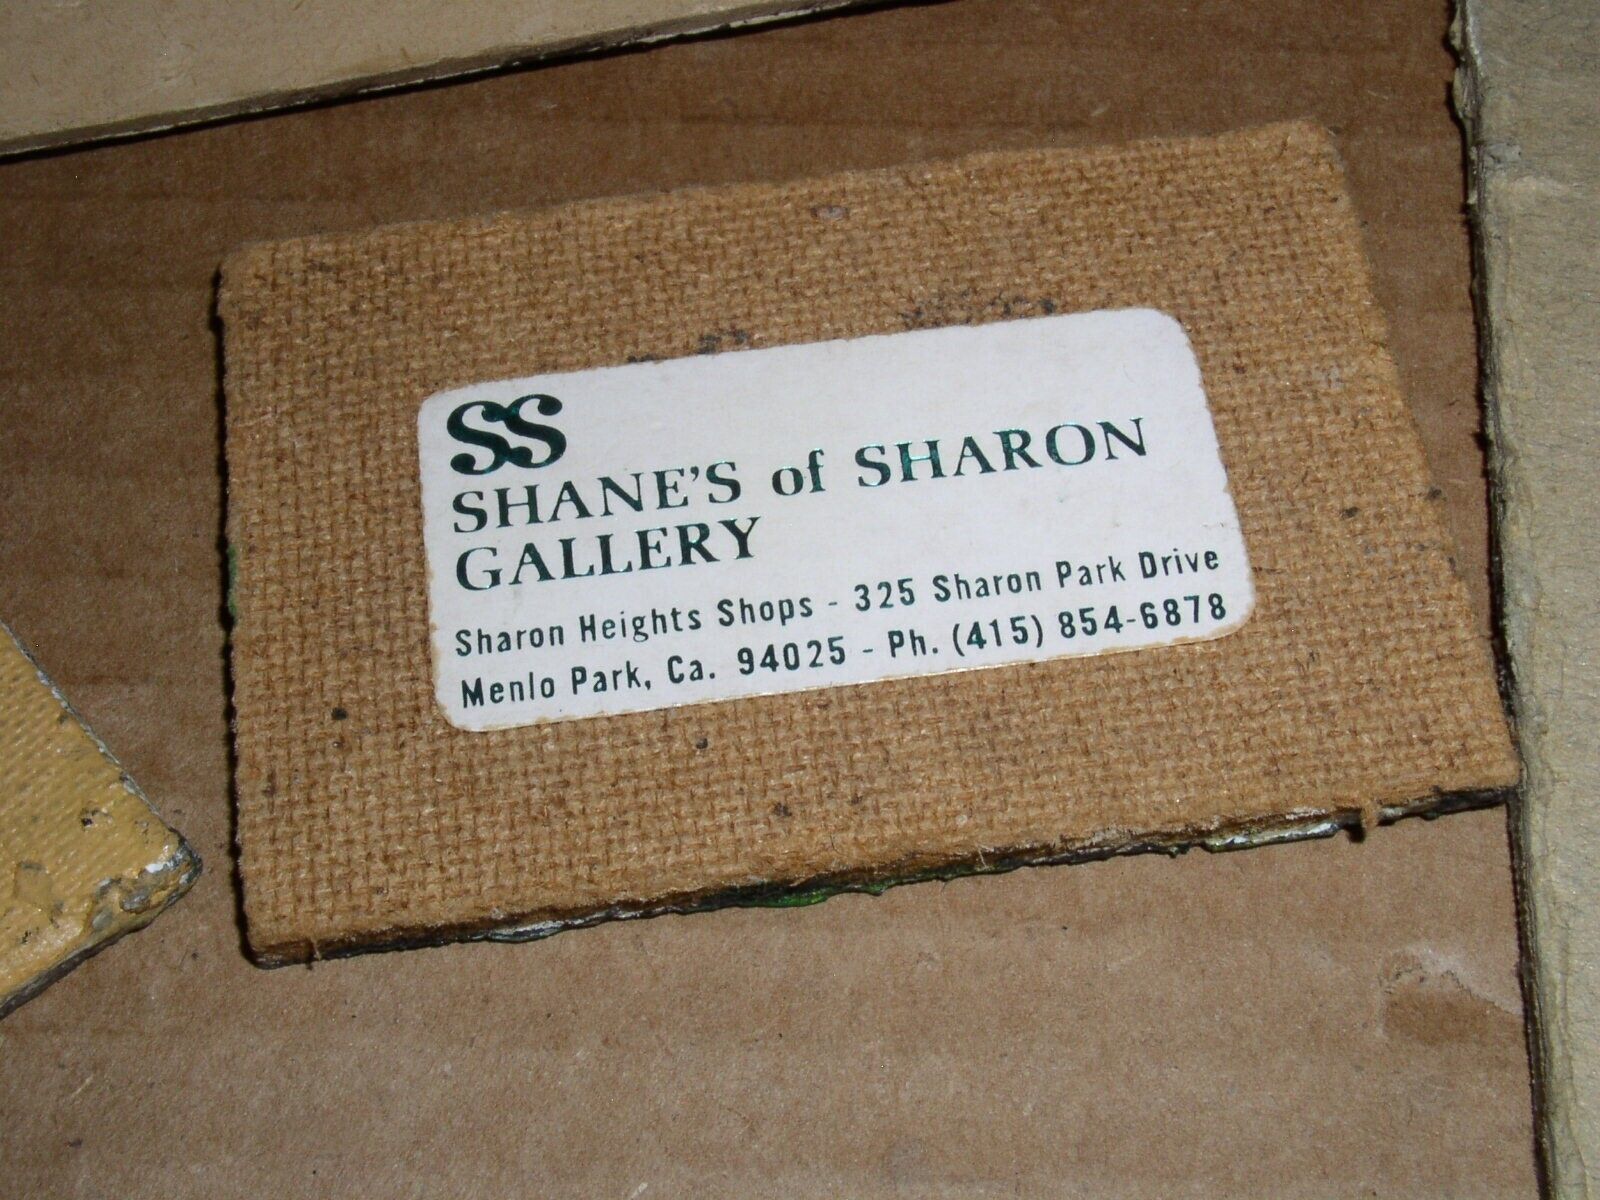 SS
SHANE'S of SHARON
GALLERY
Sharon Heights Shops - 325 Sharon Park Drive
Menlo Park, Ca. 94025 - Ph. (415) 854-6878